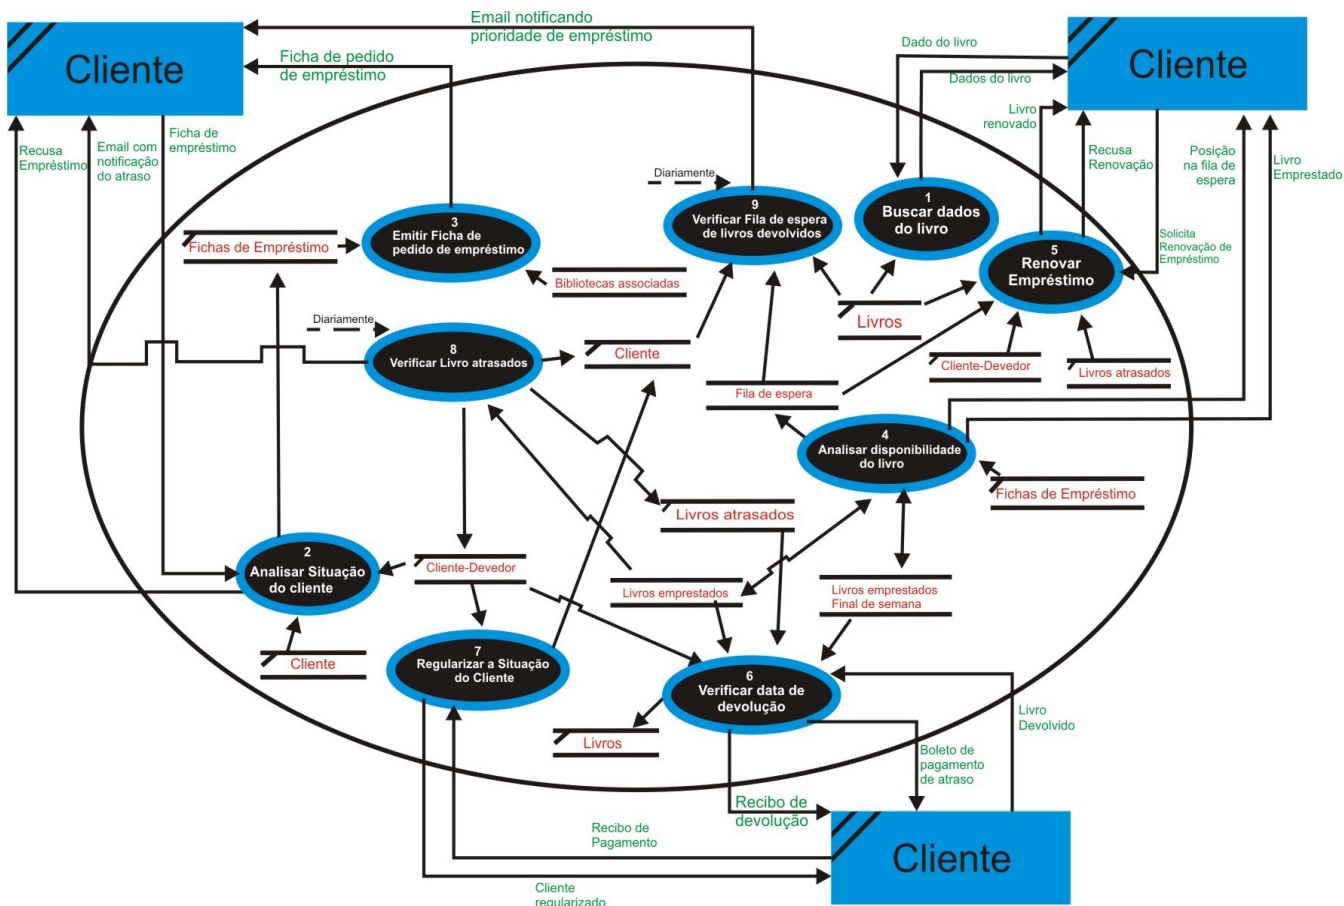 Email notificando
prioridade de empréstimo
Cliente
Ficha de pedido
de empréstimo
Cliente
Dado do livro
Dados do livro
Livro
renovado
Recusa
Renovação
Posição
na fila de
espera
Livro
Emprestado
Recusa
Empréstimo
Email com
notificação
do atraso
Ficha de
empréstimo
Diariamente
3
Emitir Ficha de
pedido de empréstimo
9
Verificar Fila de espera
de livros devolvidos
1
Buscar dados
do livro
Solicita
Renovação de
Empréstimo
5
Renovar
Empréstimo
Fichas de Empréstimo
Bibliotecas associadas
Livros
Diariamente
8
Verificar Livro atrasados
Cliente
Cliente-Devedor
Livros atrasados
Fila de espera
4
Analisar disponibilidade
do livro
Fichas de Empréstimo
Livros atrasados
2
Analisar Situação
do cliente
Cliente-Devedor
Livros emprestados
Livros emprestados
Final de semana
Cliente
7
Regularizar a Situação
do Cliente
6
Verificar data de
devolução
Livros
Livro
Devolvido
Boleto de
pagamento
de atraso
Recibo de
devolução
Recibo de
Pagamento
Cliente
Cliente
regularizado